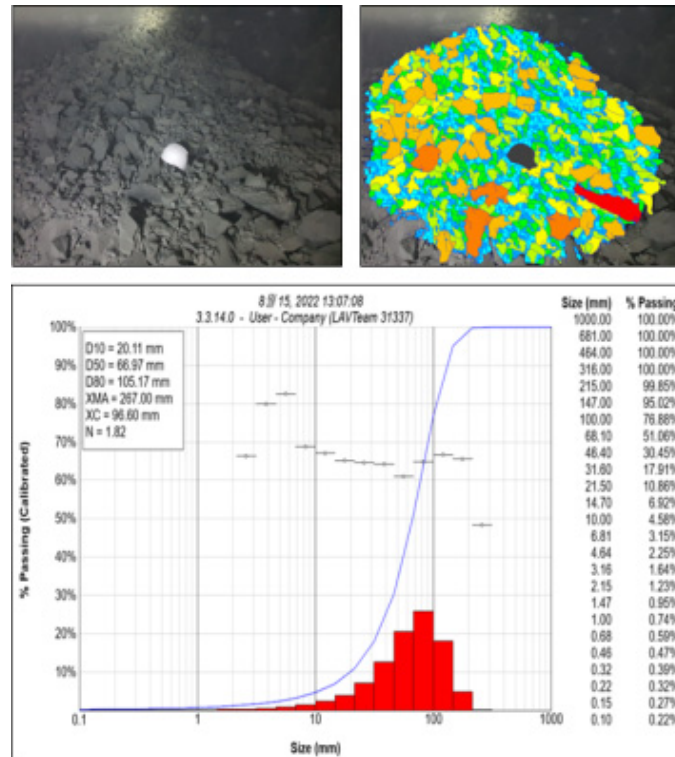 8월 15, 2022 13:07:08
3.3.14.0 - User - Company (LAVTeam 31337)
D10 = 20.11 mm
D50 = 66.97 mm
D80 = 105.17 mm
XMA = 267.00 mm
XC = 96.60 mm
N = 1.82
% Passing (Calibrated)
100%
90%
80%
70%
60%
50%
40%
30%
20%
10%
0.1 1 10 100 1000
Size (mm)
Size (mm) % Passing
1000.00 100.00%
681.00 100.00%
464.00 100.00%
316.00 100.00%
215.00 99.85%
147.00 95.02%
100.00 76.88%
68.10 51.06%
46.40 30.45%
31.60 17.91%
21.50 10.86%
14.70 6.92%
10.00 4.58%
6.81 3.15%
4.64 2.25%
3.16 1.64%
2.15 1.23%
1.47 0.95%
1.00 0.74%
0.68 0.59%
0.46 0.47%
0.32 0.39%
0.22 0.32%
0.15 0.27%
0.10 0.22%